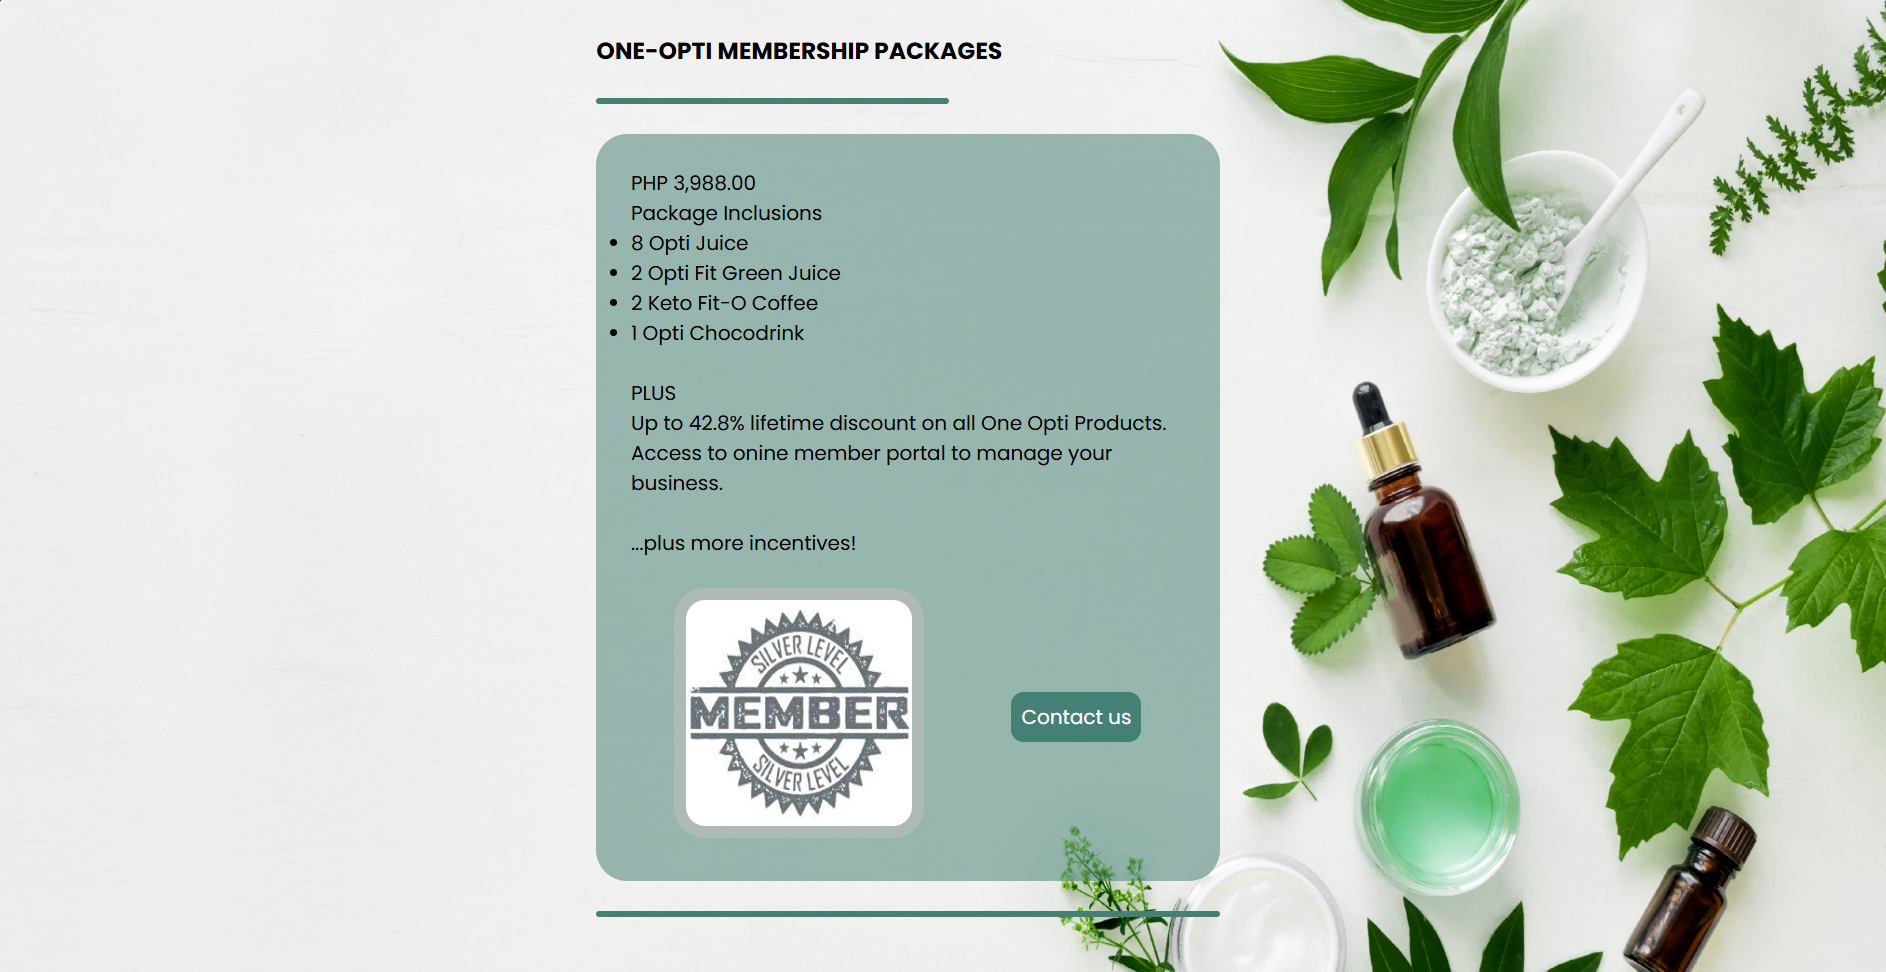 ONE-OPTI MEMBERSHIP PACKAGES
PHP 3,988.00
Package Inclusions
• 8 Opti Juice
• 2 Opti Fit Green Juice
• 2 Keto Fit-O Coffee
• 1 Opti Chocodrink
PLUS
Up to 42.8% lifetime discount on all One Opti Products.
Access to onine member portal to manage your
business.
...plus more incentives!
SILVER LEVEL
MEMBER
SILVER LEVEL
Contact us